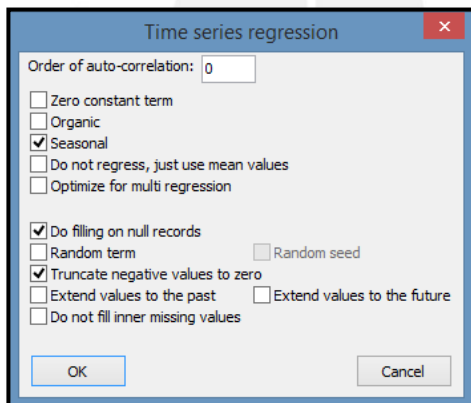 Time series regression
Order of auto-correlation: 0
Zero constant term
Organic
Seasonal
Do not regress, just use mean values
Optimize for multi regression
Do filling on null records
Random term Random seed
Truncate negative values to zero
Extend values to the past Extend values to the future
Do not fill inner missing values
OK Cancel